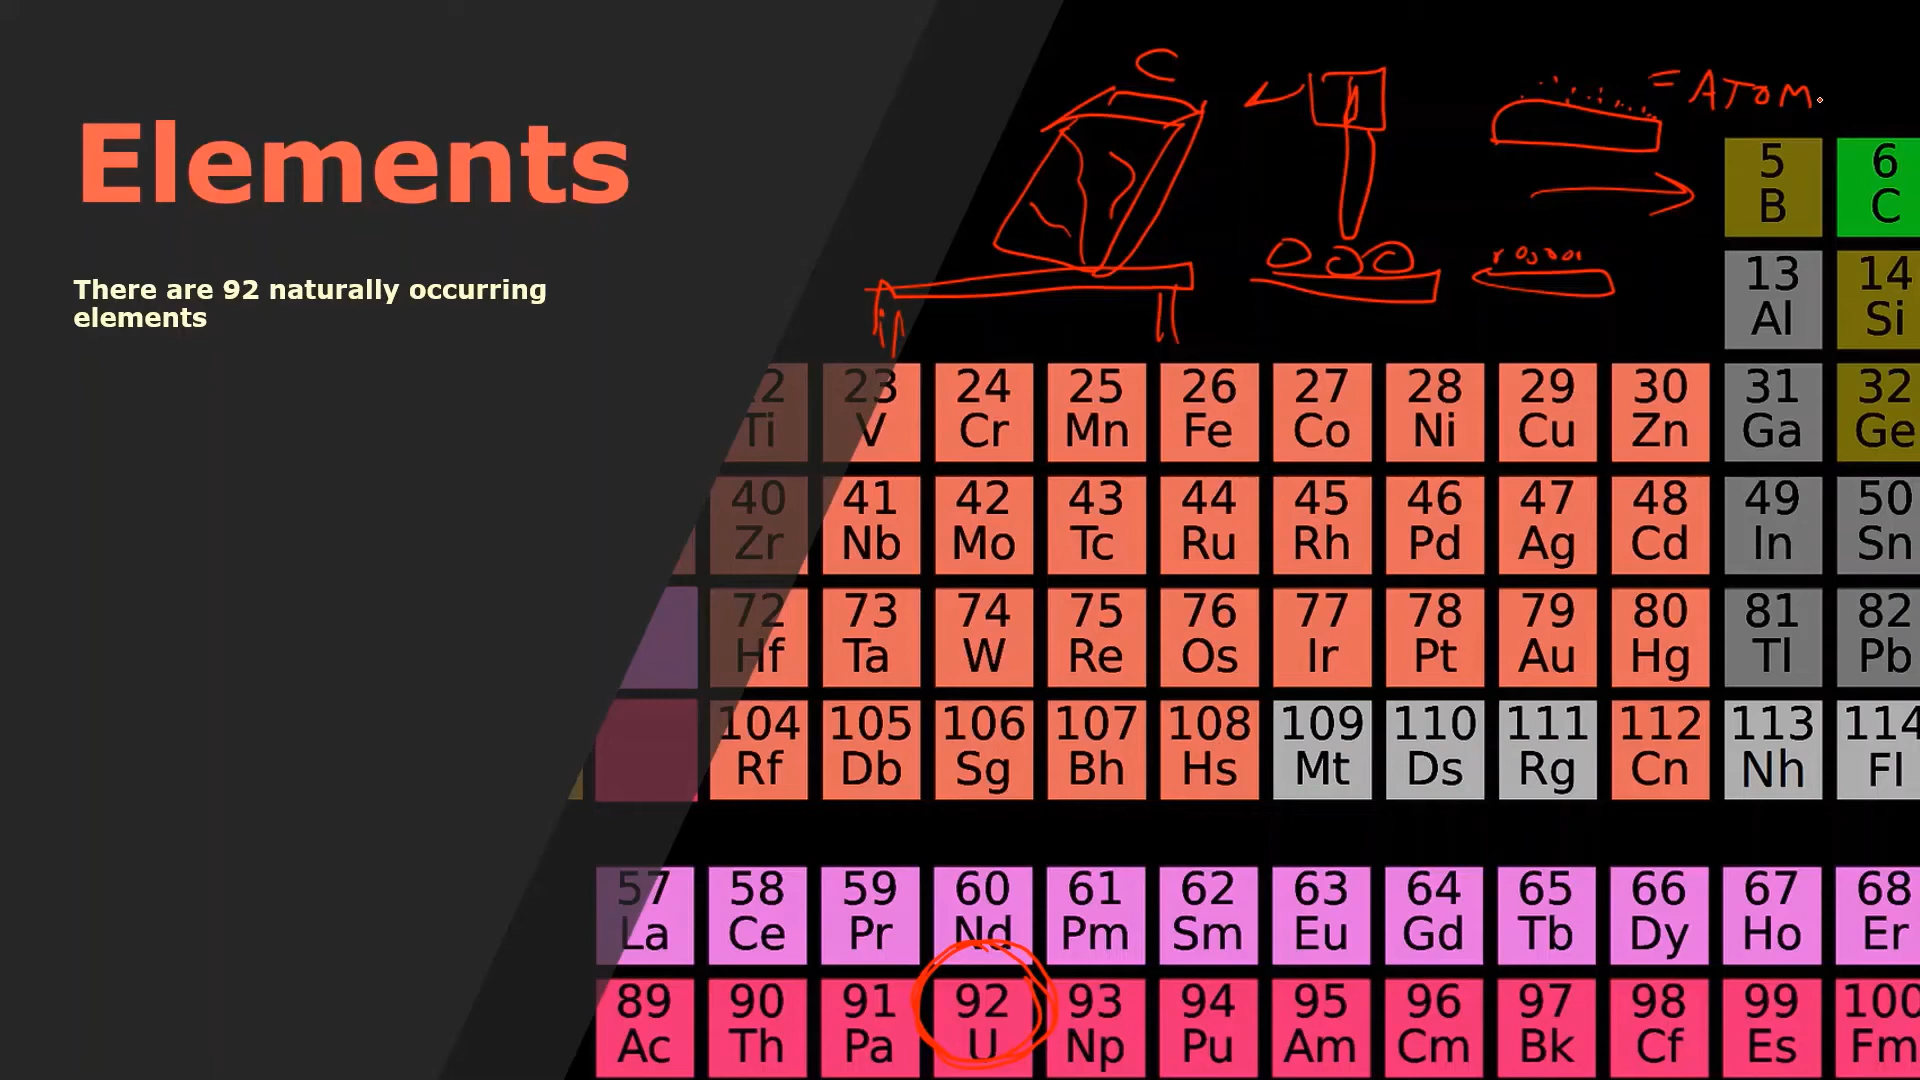 Elements
There are 92 naturally occurring
elements
C
= ATOM.
5 6
B C
13 14
Al Si
23 24 25 26 27 28 29 30 31 32
Ti V Cr Mn Fe Co Ni Cu Zn Ga Ge
40 41 42 43 44 45 46 47 48 49 50
Zr Nb Mo Tc Ru Rh Pd Ag Cd In Sn
72 73 74 75 76 77 78 79 80 81 82
Hf Ta W Re Os Ir Pt Au Hg Tl Pb
104 105 106 107 108 109 110 111 112 113 114
Rf Db Sg Bh Hs Mt Ds Rg Cn Nh Fl
57 58 59 60 61 62 63 64 65 66 67 68
La Ce Pr Nd Pm Sm Eu Gd Tb Dy Ho Er
89 90 91 92 93 94 95 96 97 98 99 100
Ac Th Pa U Np Pu Am Cm Bk Cf Es Fm